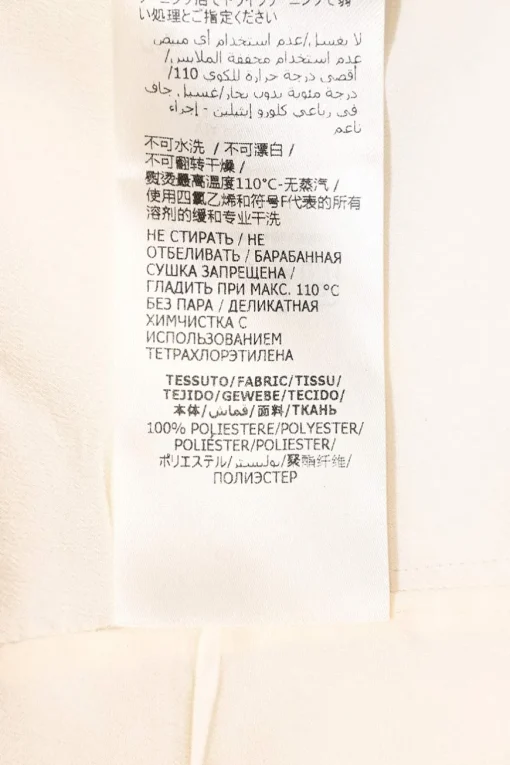 い処理とご指定ください
لا يغسل/عدم استخدام أي مبيض
عدم استخدام مجففة الملابس/
أقصى درجة حرارة للكوي 110/
درجة مئوية بدون بخار/غسيل جاف
في رباعي كلورو إيثيلين - إجراء
ناعم
不可水洗 / 不可漂白 /
不可翻转干燥 /
熨烫最高温度110°C-无蒸汽 /
使用四氯乙烯和符号F代表的所有
溶剂的缓和专业干洗
НЕ СТИРАТЬ / НЕ
ОТБЕЛИВАТЬ / БАРАБАННАЯ
СУШКА ЗАПРЕЩЕНА /
ГЛАДИТЬ ПРИ МАКС. 110 °C
БЕЗ ПАРА / ДЕЛИКАТНАЯ
ХИМЧИСТКА С
ИСПОЛЬЗОВАНИЕМ
ТЕТРАХЛОРЭТИЛЕНА
TESSUTO/FABRIC/TISSU/
TEJIDO/GEWEBE/TECIDO/
本体/قماش/面料/ТКАНЬ
100% POLIESTERE/POLYESTER/
POLIÉSTER/POLIESTER/
ポリエステル/بوليستر/聚酯纤维/
ПОЛИЭСТЕР